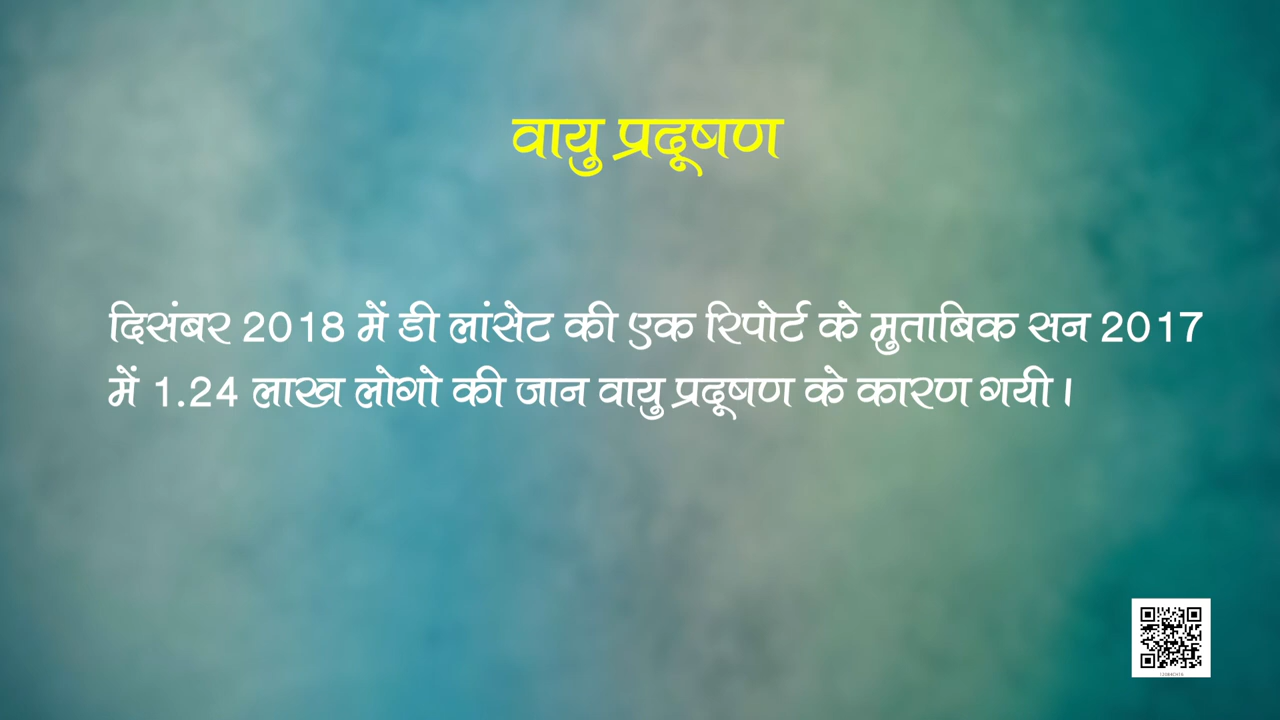 वायु प्रदूषण
दिसंबर 2018 में डी लांसेट की एक रिपोर्ट के मुताबिक सन 2017
में 1.24 लाख लोगो की जान वायु प्रदूषण के कारण गयी ।